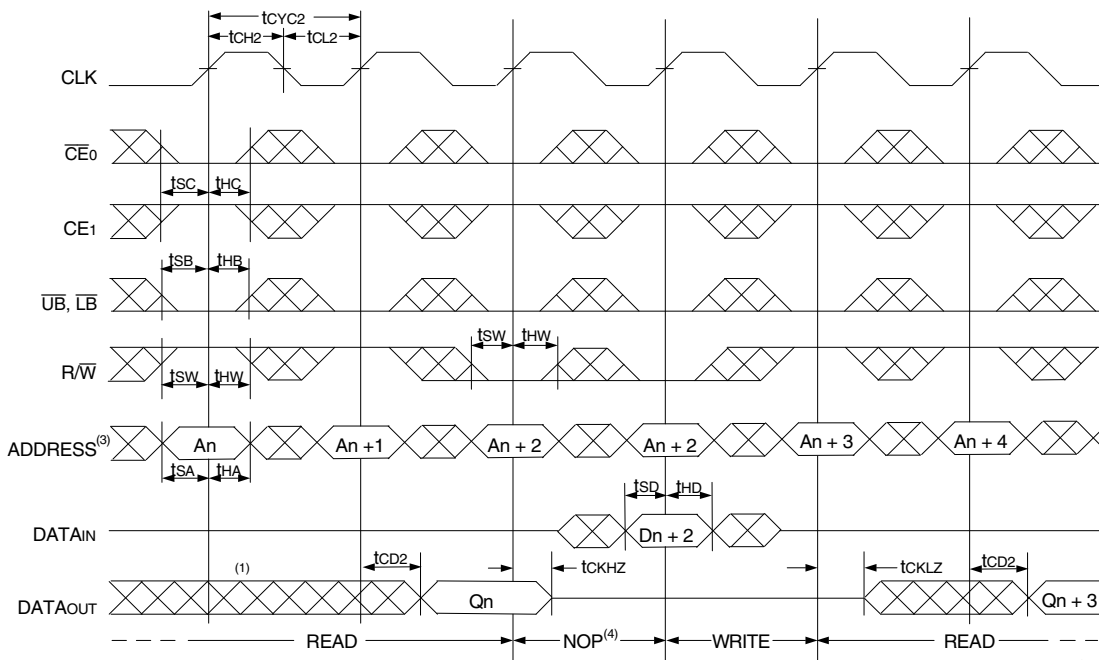 tCYC2
tCH2 tCL2
CLK
CE0
tSC tHC
CE1
tSB tHB
UB, LB
tSW tHW
R/W
tSW tHW
ADDRESS(3) An An +1 An + 2 An + 2 An + 3 An + 4
tSA tHA
tSD tHD
DATAIN Dn + 2
(1) tCD2 tCKHZ tCKLZ tCD2
DATAOUT Qn Qn + 3
READ NOP(4) WRITE READ